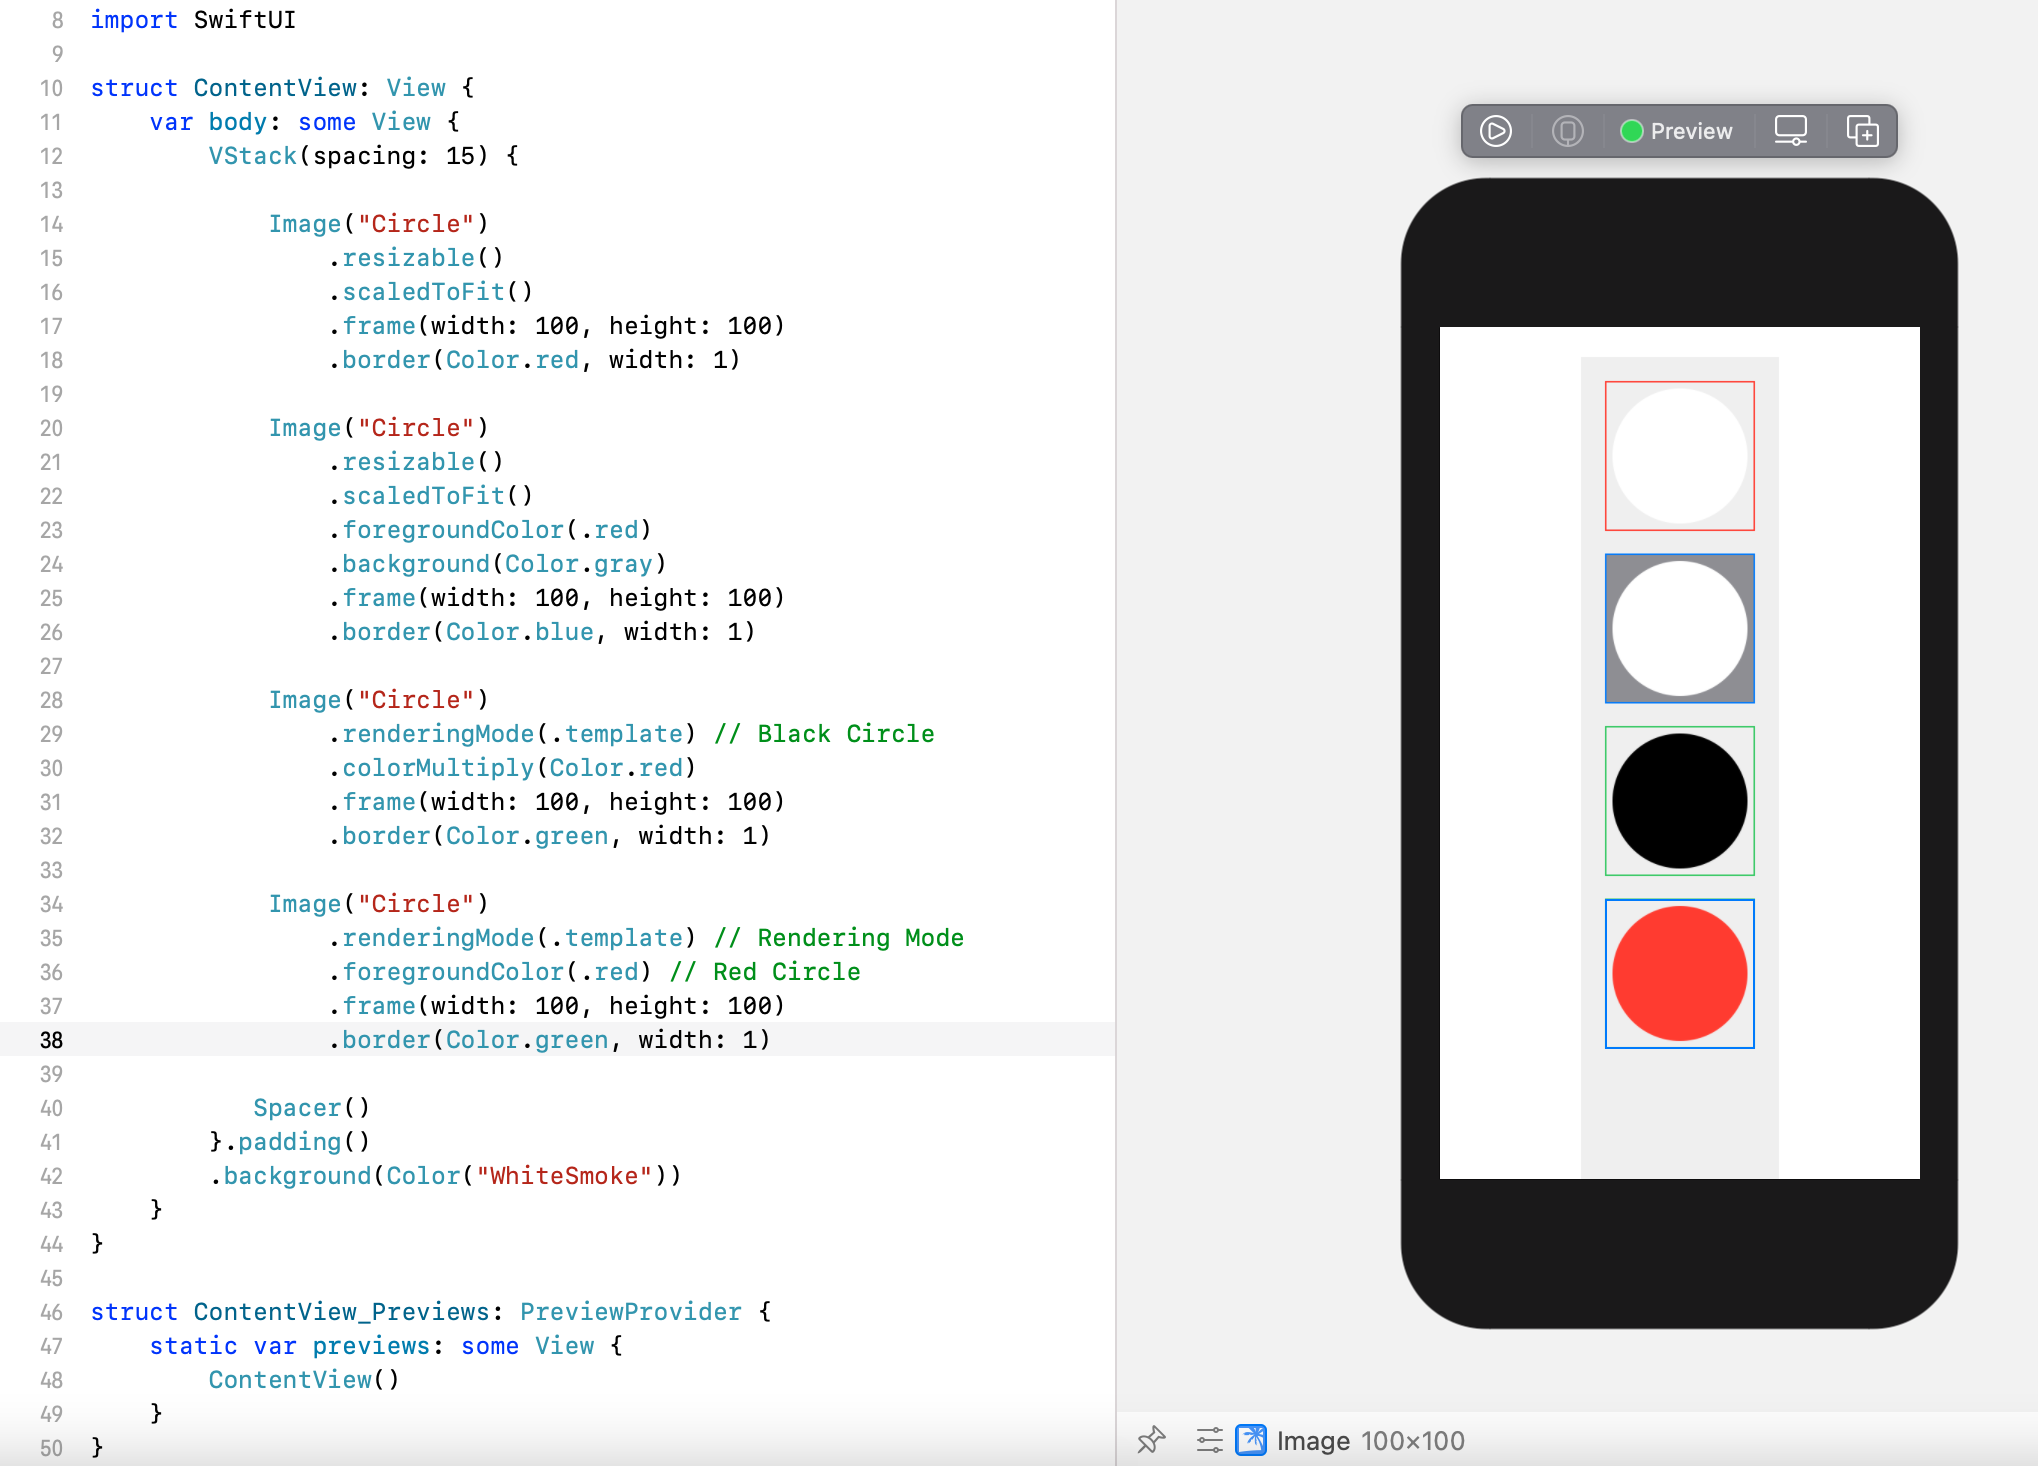 8 import SwiftUI
9
10 struct ContentView: View {
11     var body: some View {
12         VStack(spacing: 15) {
13
14             Image("Circle")
15                 .resizable()
16                 .scaledToFit()
17                 .frame(width: 100, height: 100)
18                 .border(Color.red, width: 1)
19
20             Image("Circle")
21                 .resizable()
22                 .scaledToFit()
23                 .foregroundColor(.red)
24                 .background(Color.gray)
25                 .frame(width: 100, height: 100)
26                 .border(Color.blue, width: 1)
27
28             Image("Circle")
29                 .renderingMode(.template) // Black Circle
30                 .colorMultiply(Color.red)
31                 .frame(width: 100, height: 100)
32                 .border(Color.green, width: 1)
33
34             Image("Circle")
35                 .renderingMode(.template) // Rendering Mode
36                 .foregroundColor(.red) // Red Circle
37                 .frame(width: 100, height: 100)
38                 .border(Color.green, width: 1)
39
40            Spacer()
41         }.padding()
42         .background(Color("WhiteSmoke"))
43     }
44 }
45
46 struct ContentView_Previews: PreviewProvider {
47     static var previews: some View {
48         ContentView()
49     }
50 }
Preview
Image 100×100